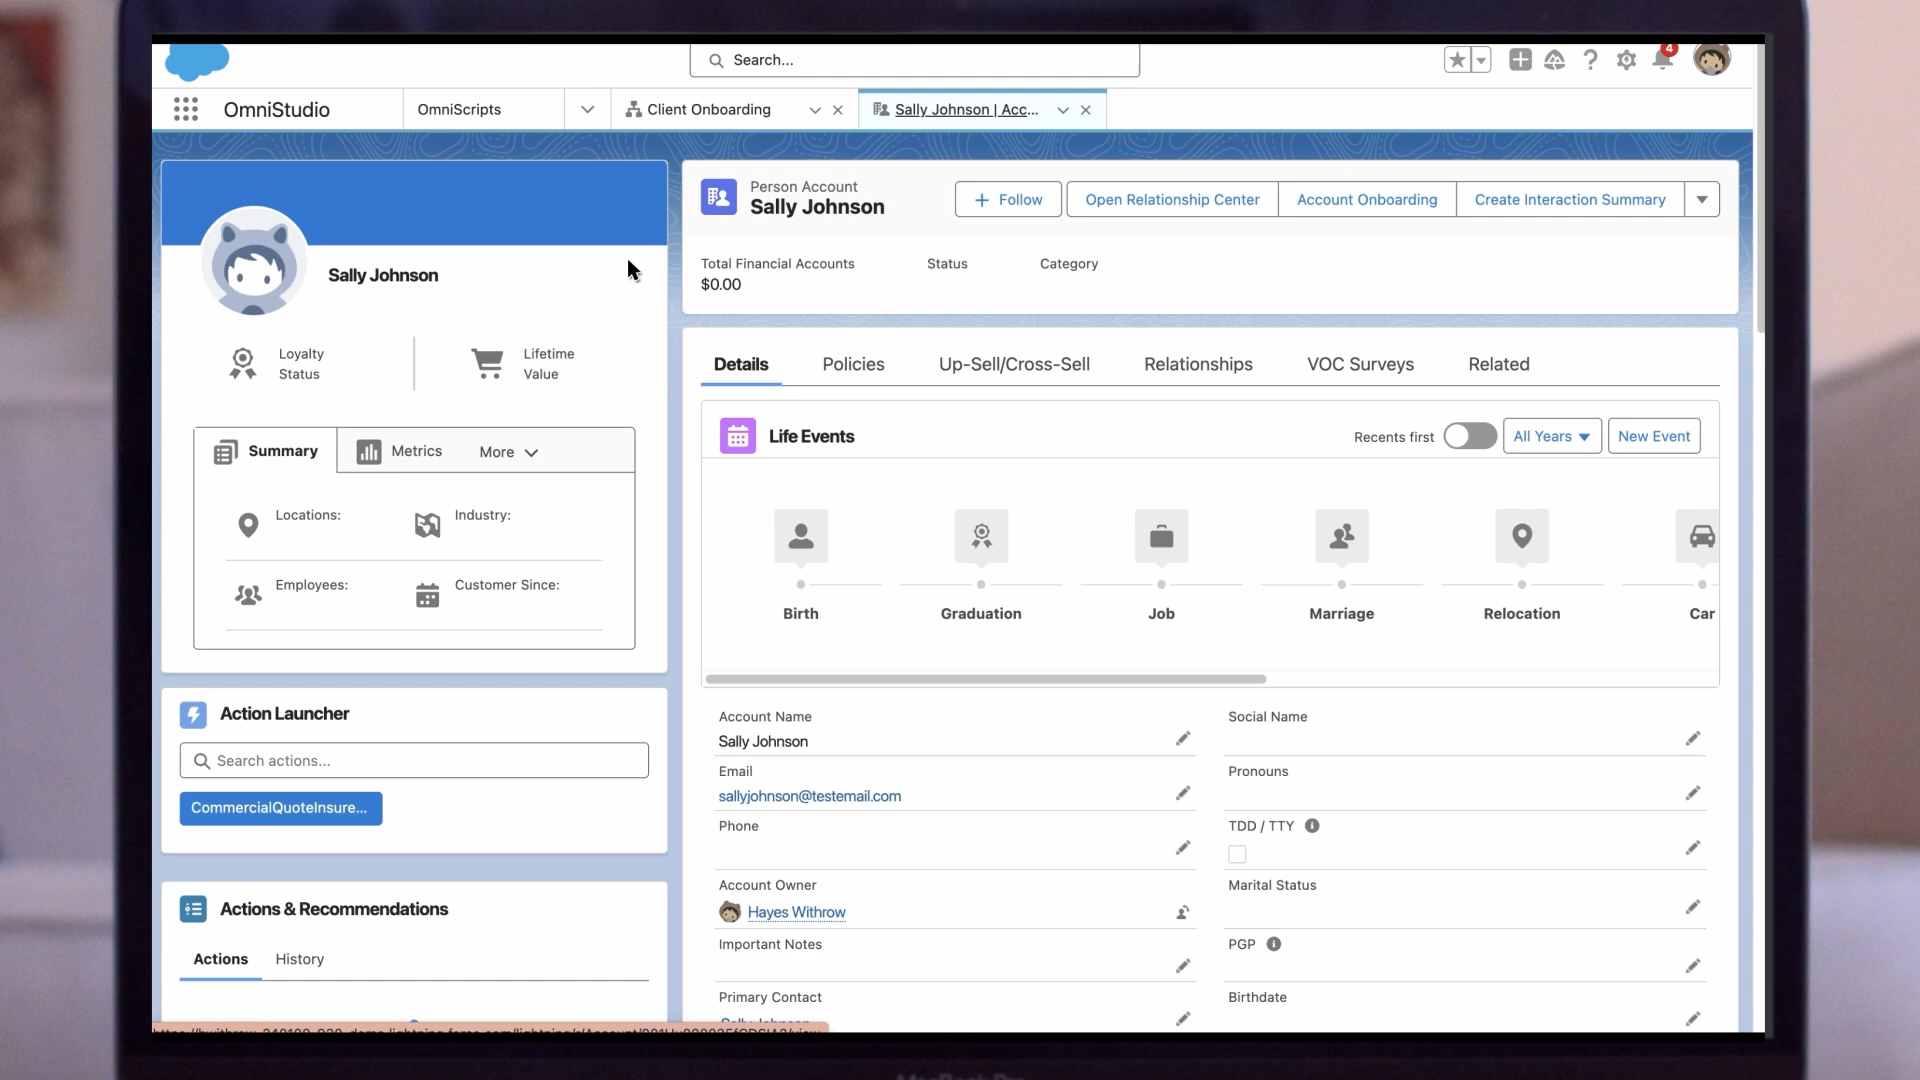 Search...
4
OmniStudio
OmniScripts
Client Onboarding
Sally Johnson | Acc...
Sally Johnson
Loyalty
Status
Lifetime
Value
Summary
Metrics
More
Locations:
Industry:
Employees:
Customer Since:
Action Launcher
Search actions...
CommercialQuoteInsure...
Actions & Recommendations
Actions
History
Person Account
Sally Johnson
Follow
Open Relationship Center
Account Onboarding
Create Interaction Summary
Total Financial Accounts
Status
Category
$0.00
Details
Policies
Up-Sell/Cross-Sell
Relationships
VOC Surveys
Related
Life Events
Recents first
All Years
New Event
Birth
Graduation
Job
Marriage
Relocation
Car
Account Name
Sally Johnson
Social Name
Email
sallyjohnson@testemail.com
Pronouns
Phone
TDD / TTY
Account Owner
Hayes Withrow
Marital Status
Important Notes
PGP
Primary Contact
Sally Johnson
Birthdate
MacBook Pro